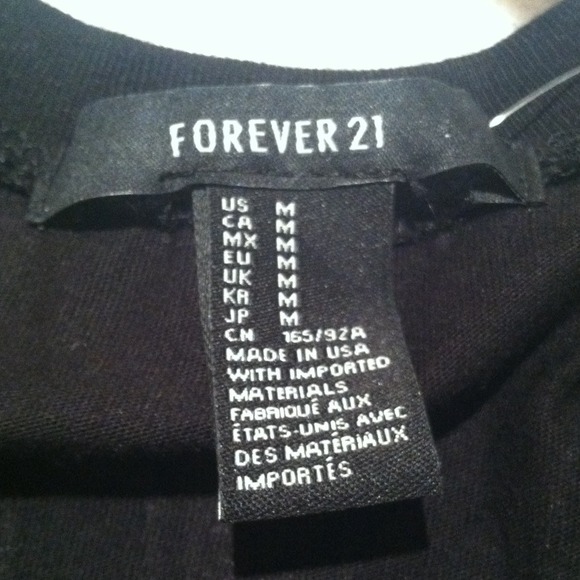 FOREVER 21
US M
CA M
MX M
EU M
UK M
KR M
JP M
CN 165/92A
MADE IN USA
WITH IMPORTED
MATERIALS
FABRIQUÉ AUX
ÉTATS-UNIS AVEC
DES MATÉRIAUX
IMPORTÉS